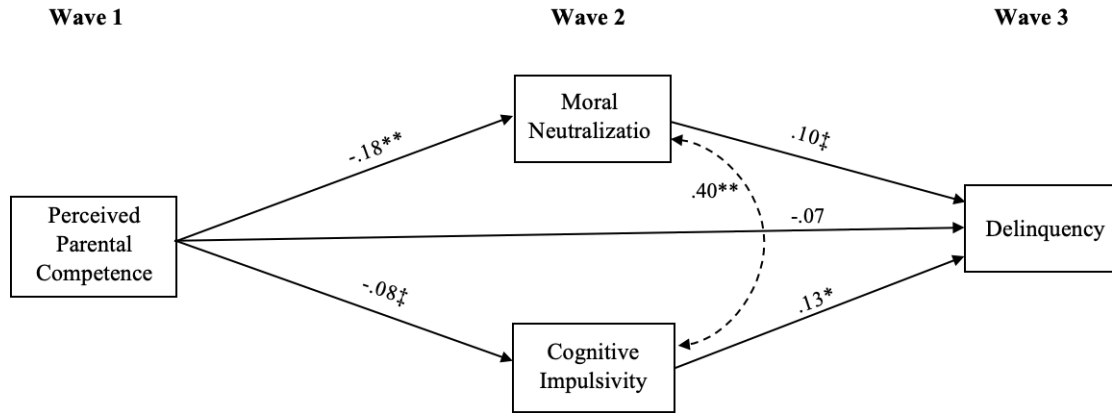 Wave 1
Wave 2
Wave 3
Moral
Neutralizatio
-.18**
.10‡
.40**
Perceived
Parental
Competence
-.07
Delinquency
-.08‡
.13*
Cognitive
Impulsivity